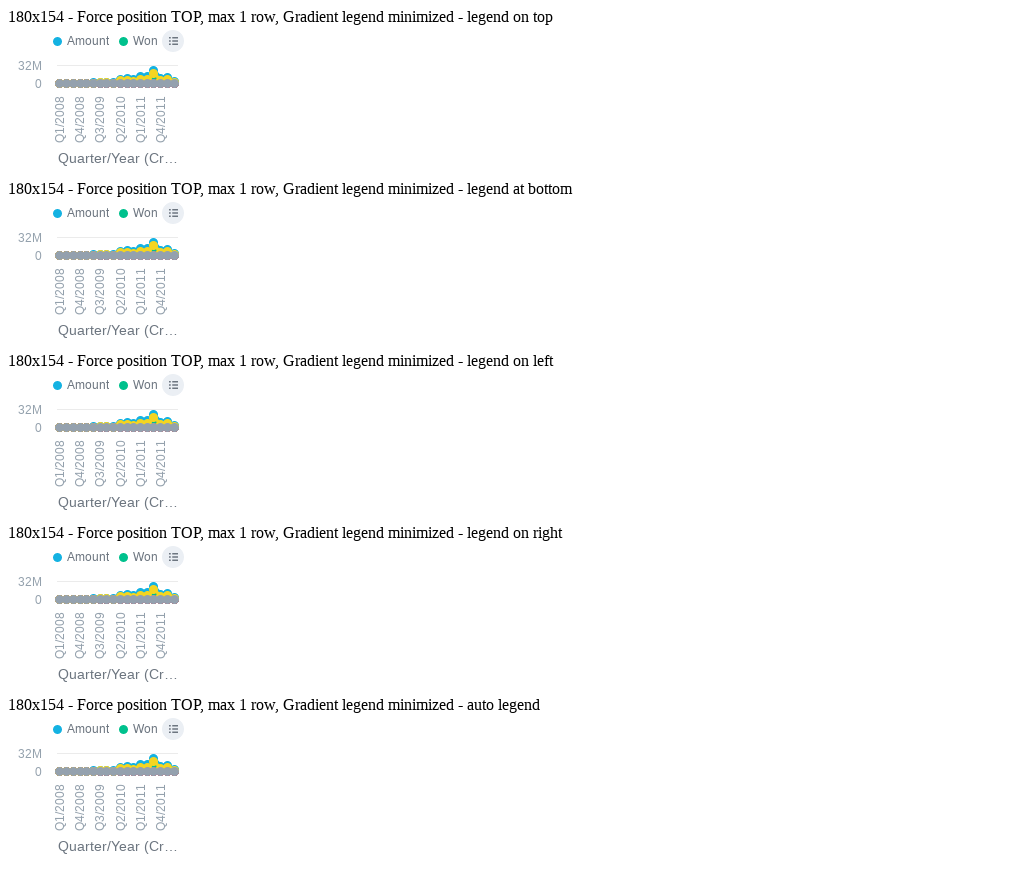 180x154 - Force position TOP, max 1 row, Gradient legend minimized - legend on top
Amount Won
32M
0
Q1/2008 Q4/2008 Q3/2009 Q2/2010 Q1/2011 Q4/2011
Quarter/Year (Cr…
180x154 - Force position TOP, max 1 row, Gradient legend minimized - legend at bottom
Amount Won
32M
0
Q1/2008 Q4/2008 Q3/2009 Q2/2010 Q1/2011 Q4/2011
Quarter/Year (Cr…
180x154 - Force position TOP, max 1 row, Gradient legend minimized - legend on left
Amount Won
32M
0
Q1/2008 Q4/2008 Q3/2009 Q2/2010 Q1/2011 Q4/2011
Quarter/Year (Cr…
180x154 - Force position TOP, max 1 row, Gradient legend minimized - legend on right
Amount Won
32M
0
Q1/2008 Q4/2008 Q3/2009 Q2/2010 Q1/2011 Q4/2011
Quarter/Year (Cr…
180x154 - Force position TOP, max 1 row, Gradient legend minimized - auto legend
Amount Won
32M
0
Q1/2008 Q4/2008 Q3/2009 Q2/2010 Q1/2011 Q4/2011
Quarter/Year (Cr…